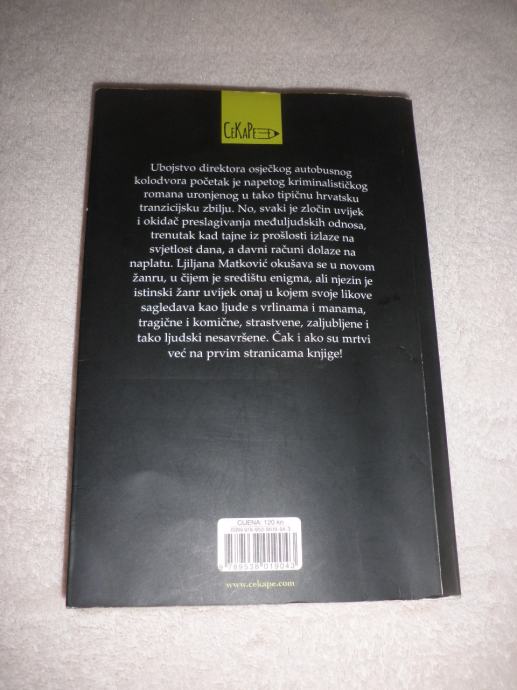 CeKaPe
Ubojstvo direktora osječkog autobusnog
kolodvora početak je napetog kriminalističkog
romana uronjenog u tako tipičnu hrvatsku
tranzicijsku zbilju. No, svaki je zločin uvijek
i okidač preslagivanja međuljudskih odnosa,
trenutak kad tajne iz prošlosti izlaze na
svjetlost dana, a davni računi dolaze na
naplatu. Ljiljana Matković okušava se u novom
žanru, u čijem je središtu enigma, ali njezin je
istinski žanr uvijek onaj u kojem svoje likove
sagledava kao ljude s vrlinama i manama,
tragične i komične, strastvene, zaljubljene i
tako ljudski nesavršene. Čak i ako su mrtvi
već na prvim stranicama knjige!
CIJENA: 120 kn
9 789538 019043
www.cekape.com